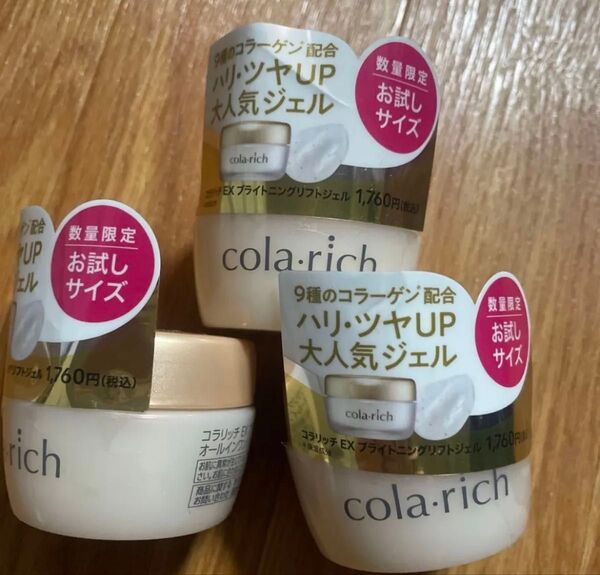 9種のコラーゲン配合
ハリ・ツヤUP
大人気ジェル
数量限定
お試し
サイズ
cola・rich
コラリッチ EX ブライトニングリフトジェル 1,760円(税込)
cola・rich
ゲン配合
UP
ジェル
数量限定
お試し
サイズ
リフトジェル 1,760円(税込)
・rich
コラリッチ EX
オールイン
9種のコラーゲン配合
ハリ・ツヤUP
大人気ジェル
数量限定
お試し
サイズ
cola・rich
コラリッチ EX ブライトニングリフトジェル 1,760円
cola・rich